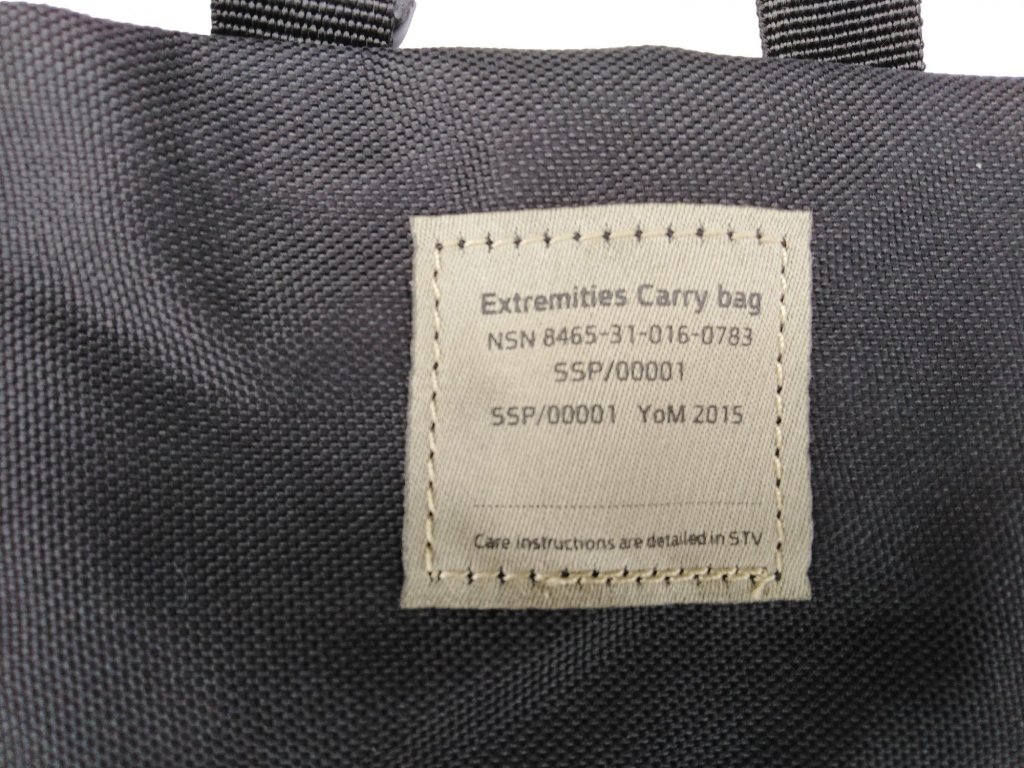 Extremities Carry bag
NSN 8465-31-016-0783
SSP/00001
SSP/00001 YoM 2015
Care instructions are detailed in STV